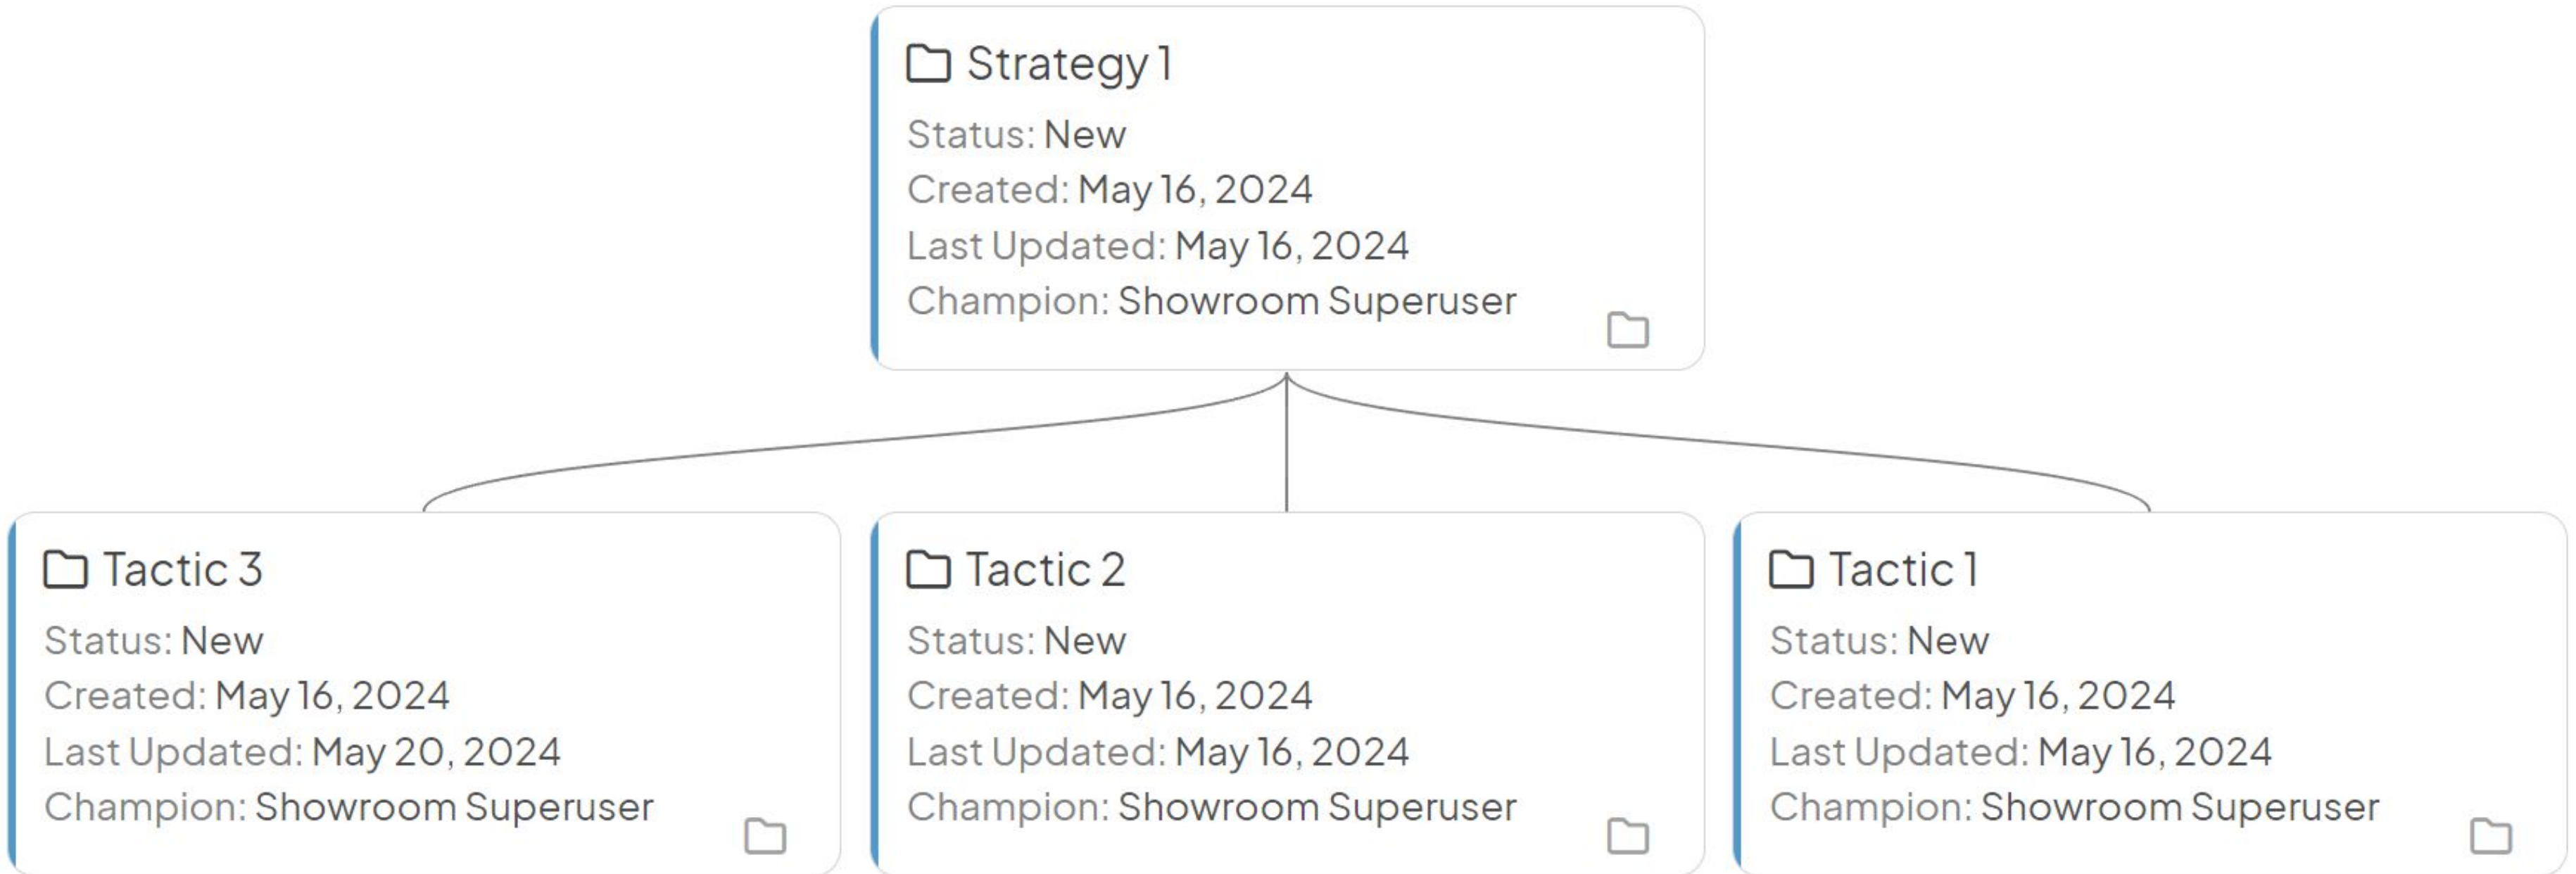 Strategy 1
Status: New
Created: May 16, 2024
Last Updated: May 16, 2024
Champion: Showroom Superuser
Tactic 3
Status: New
Created: May 16, 2024
Last Updated: May 20, 2024
Champion: Showroom Superuser
Tactic 2
Status: New
Created: May 16, 2024
Last Updated: May 16, 2024
Champion: Showroom Superuser
Tactic 1
Status: New
Created: May 16, 2024
Last Updated: May 16, 2024
Champion: Showroom Superuser